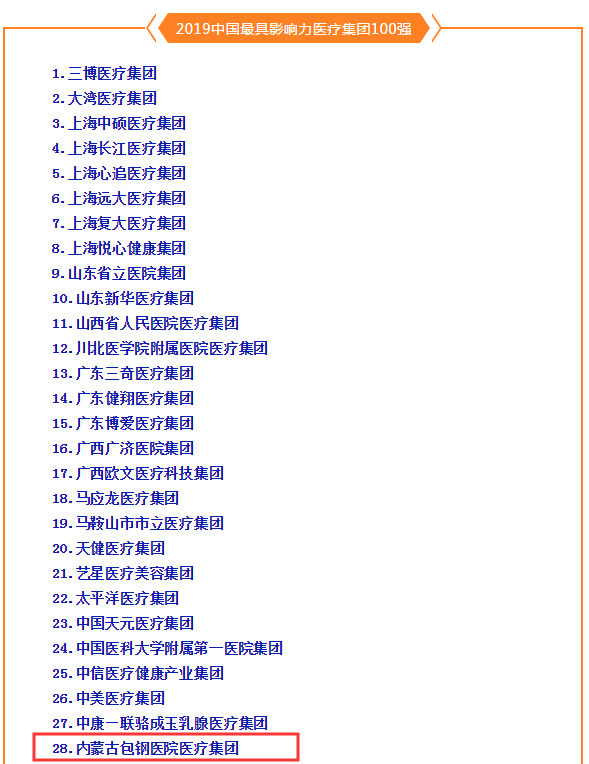 2019中国最具影响力医疗集团100强
1.三博医疗集团
2.大湾医疗集团
3.上海中硕医疗集团
4.上海长江医疗集团
5.上海心追医疗集团
6.上海远大医疗集团
7.上海复大医疗集团
8.上海悦心健康集团
9.山东省立医院集团
10.山东新华医疗集团
11.山西省人民医院医疗集团
12.川北医学院附属医院医疗集团
13.广东三奇医疗集团
14.广东健翔医疗集团
15.广东博爱医疗集团
16.广西广济医院集团
17.广西欧文医疗科技集团
18.马应龙医疗集团
19.马鞍山市市立医疗集团
20.天健医疗集团
21.艺星医疗美容集团
22.太平洋医疗集团
23.中国天元医疗集团
24.中国医科大学附属第一医院集团
25.中信医疗健康产业集团
26.中美医疗集团
27.中康一联骆成玉乳腺医疗集团
28.内蒙古包钢医院医疗集团